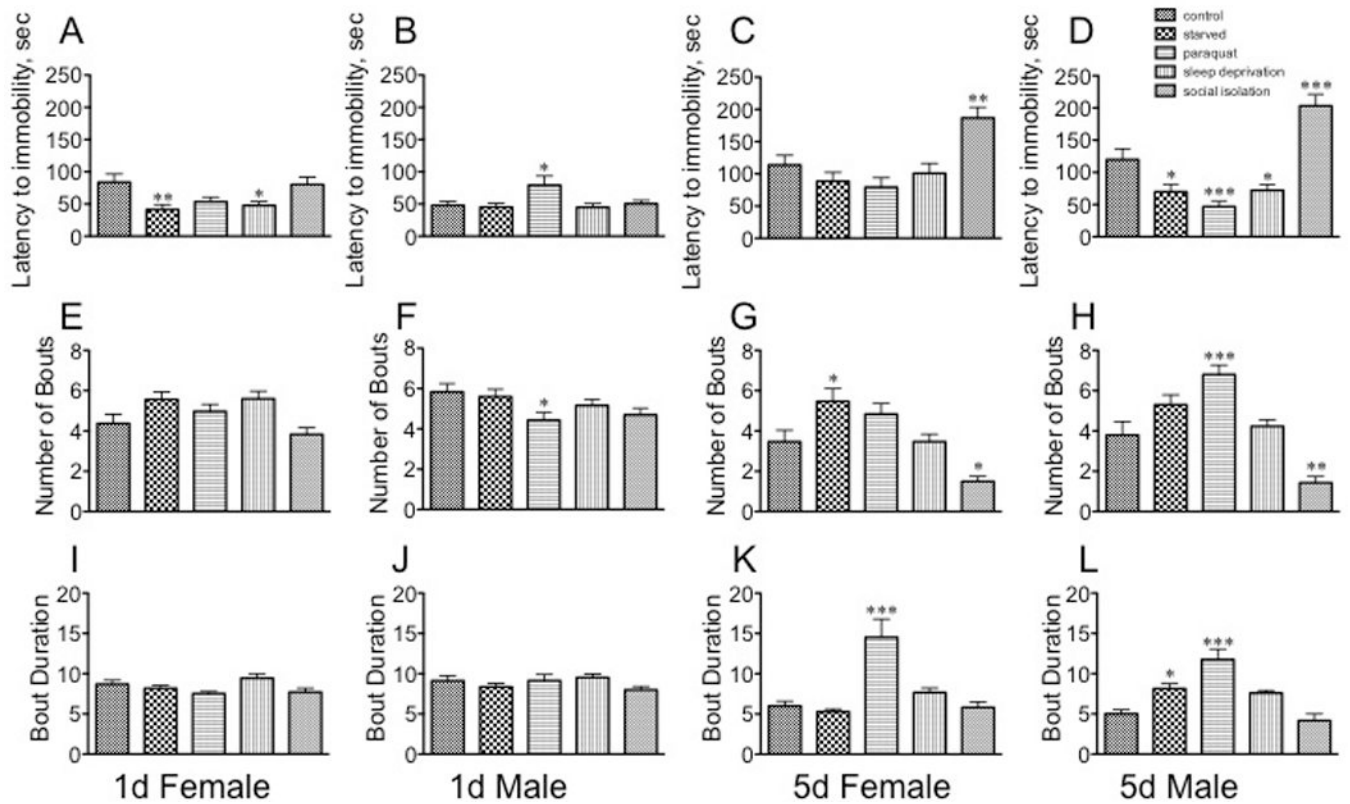 A
B
C
D
control
starved
paraquat
sleep deprivation
social isolation
Latency to immobility, sec
250
200
150
100
50
0
**
*
Latency to immobility, sec
250
200
150
100
50
0
*
Latency to immobility, sec
250
200
150
100
50
0
**
Latency to immobility, sec
250
200
150
100
50
0
*
***
*
***
E
Number of Bouts
8
6
4
2
0
F
Number of Bouts
8
6
4
2
0
*
G
Number of Bouts
8
6
4
2
0
*
*
H
Number of Bouts
8
6
4
2
0
***
**
I
Bout Duration
20
15
10
5
0
J
Bout Duration
20
15
10
5
0
K
Bout Duration
20
15
10
5
0
***
L
Bout Duration
20
15
10
5
0
*
***
1d Female
1d Male
5d Female
5d Male